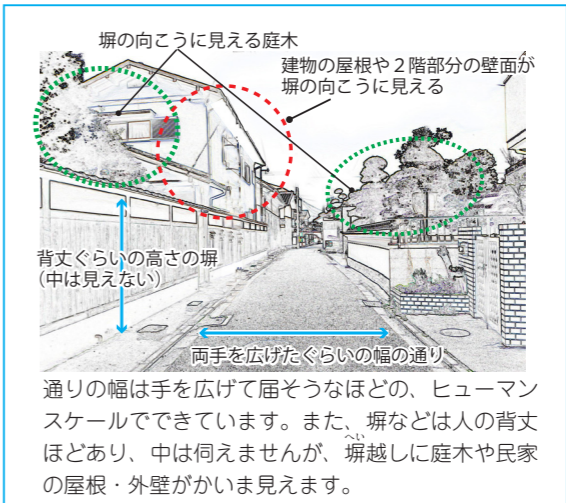 塀の向こうに見える庭木
建物の屋根や２階部分の壁面が
塀の向こうに見える
背丈ぐらいの高さの塀
（中は見えない）
両手を広げたぐらいの幅の通り
通りの幅は手を広げて届そうなほどの、ヒューマン
スケールでできています。また、塀などは人の背丈
ほどあり、中は伺えませんが、塀越しに庭木や民家
へい
の屋根・外壁がかいま見えます。